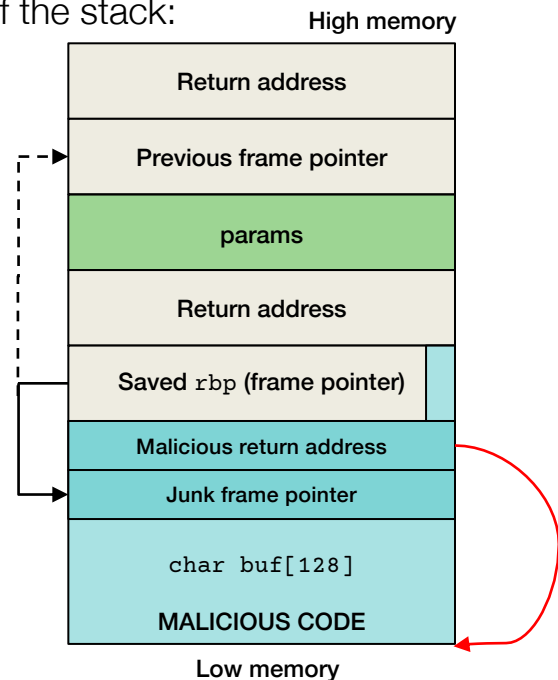 f the stack:
High memory
Return address
Previous frame pointer
params
Return address
Saved rbp (frame pointer)
Malicious return address
Junk frame pointer
char buf[128]
MALICIOUS CODE
Low memory